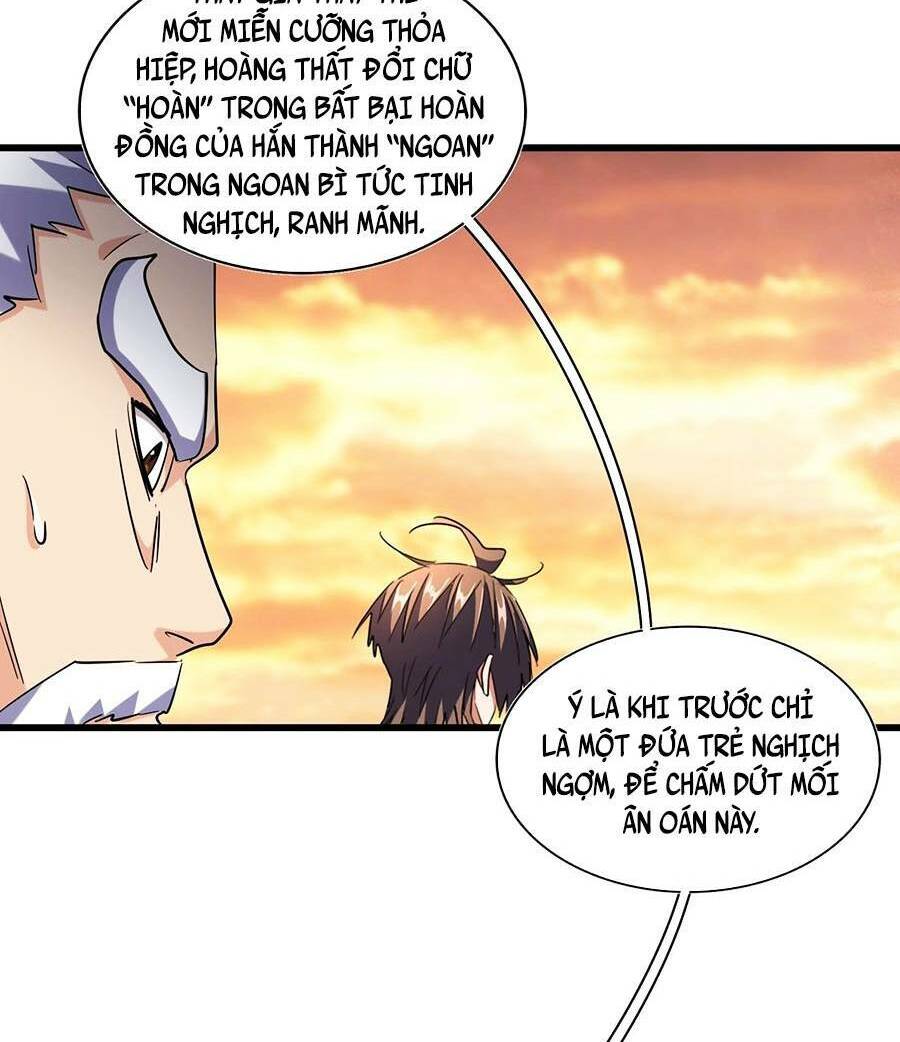 MỚI MIỄN CƯỠNG THỎA
HIỆP, HOÀNG THẤT ĐỔI CHỮ
“HOÀN” TRONG BẤT BẠI HOÀN
ĐỒNG CỦA HẮN THÀNH “NGOAN”
TRONG NGOAN BÌ TỨC TINH
NGHỊCH, RANH MÃNH.
Ý LÀ KHI TRƯỚC CHỈ
LÀ MỘT ĐỨA TRẺ NGHỊCH
NGỢM, ĐỂ CHẤM DỨT MỐI
ÂN OÁN NÀY.